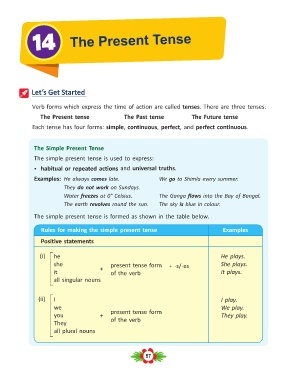 14
The Present Tense
Let's Get Started
Verb forms which express the time of action are called tenses. There are three tenses.
The Present tense The Past tense The Future tense
Each tense has four forms: simple, continuous, perfect, and perfect continuous.
The Simple Present Tense
The simple present tense is used to express:
• habitual or repeated actions and universal truths.
Examples: He always comes late. We go to Shimla every summer.
They do not work on Sundays.
Water freezes at 0° Celsius. The Ganga flows into the Bay of Bengal.
The earth revolves round the sun. The sky is blue in colour.
The simple present tense is formed as shown in the table below.
Rules for making the simple present tense Examples
Positive statements
(i) he He plays.
she present tense form + -s/-es She plays.
it + of the verb It plays.
all singular nouns
(ii) I I play.
we present tense form We play.
you + of the verb They play.
They
all plural nouns
57